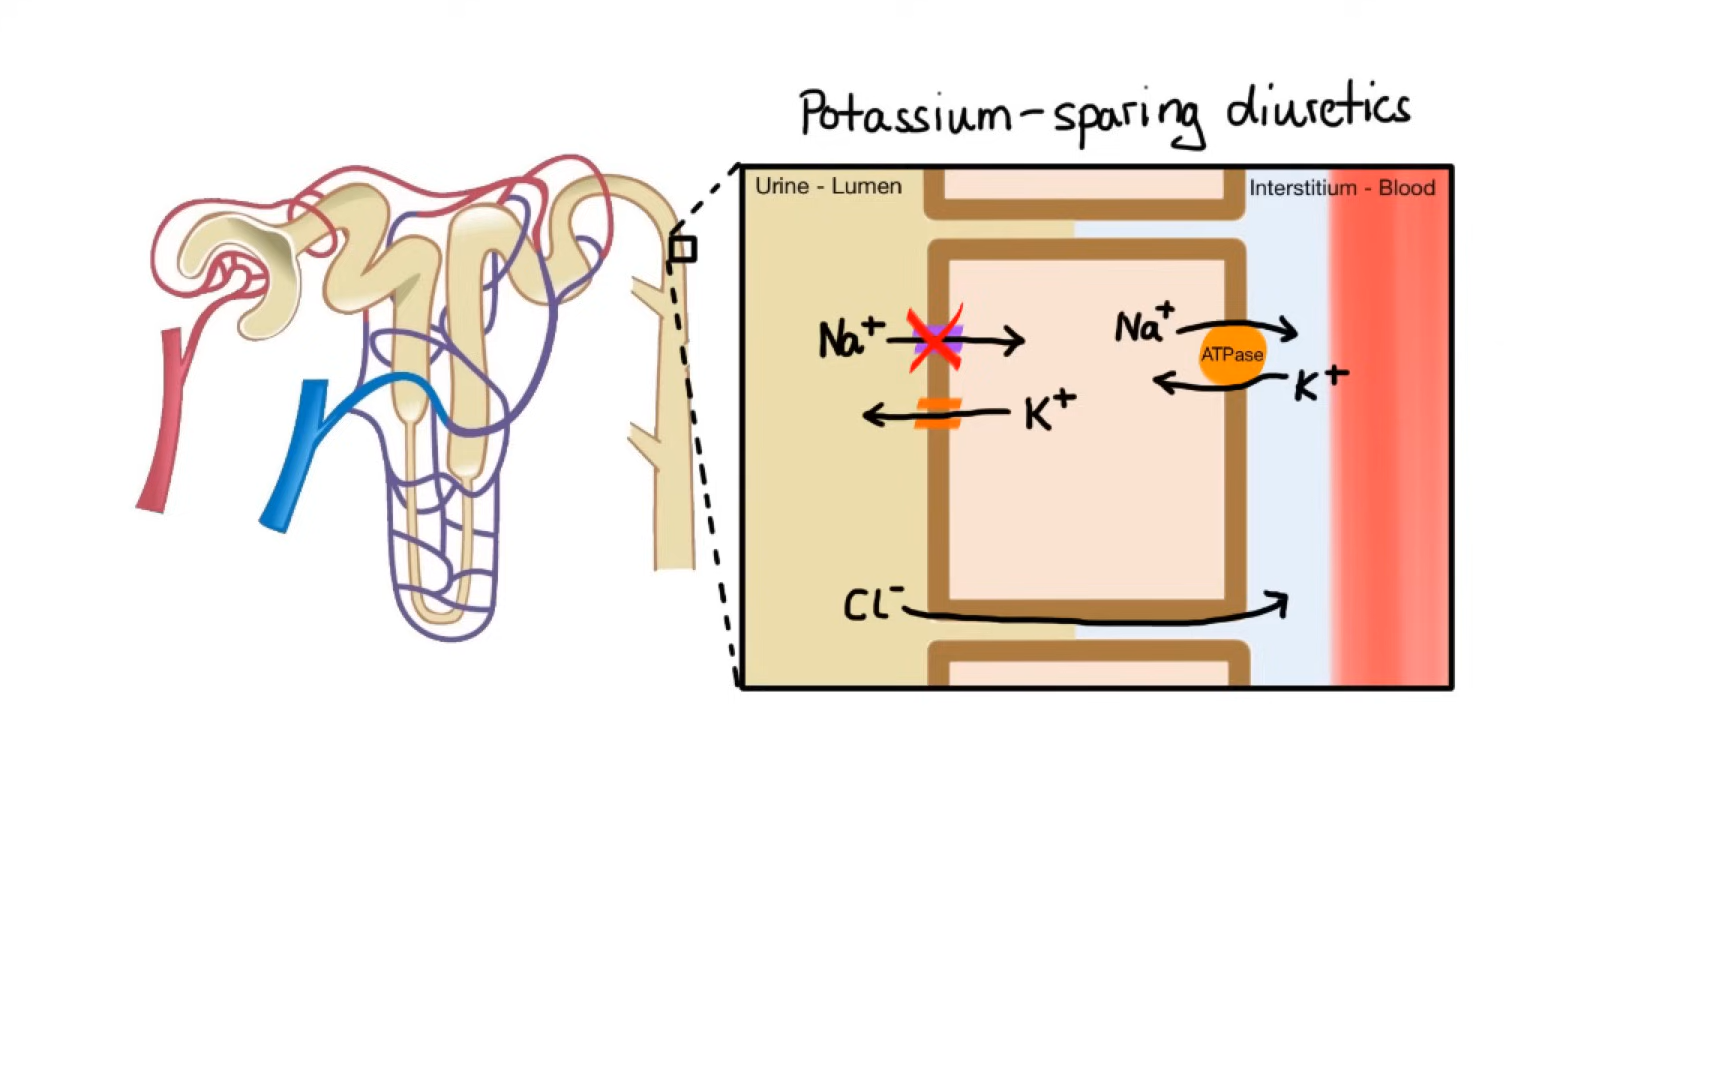 Potassium-sparing diuretics
Urine - Lumen
Interstitium - Blood
Na+
Na+
ATPase
K+
K+
Cl-